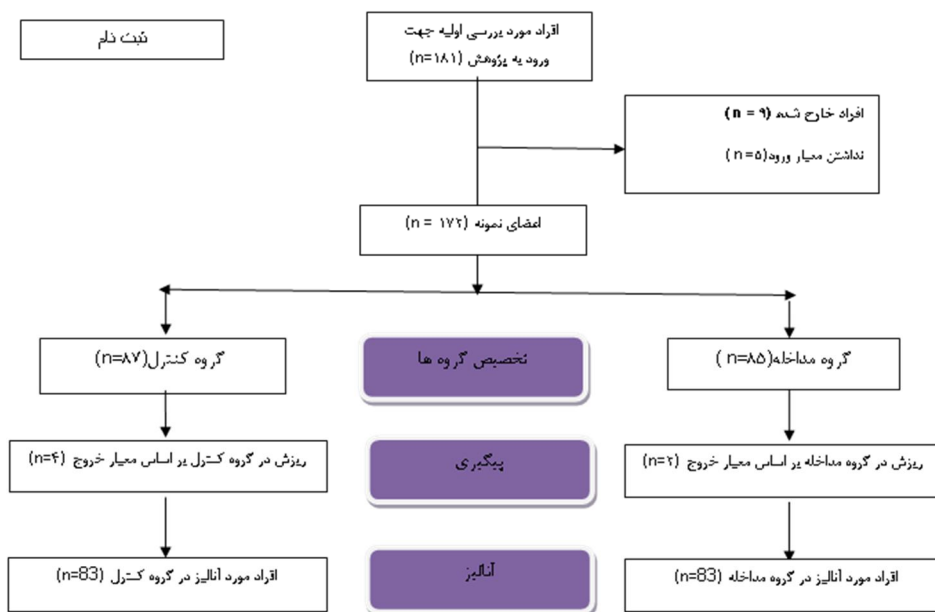 ثبت نام
افراد مورد بررسی اولیه جهت
ورود به پژوهش (n=۱۸۱)
افراد خارج شده (n = ۹)
نداشتن معیار ورود(n =۵)
اعضای نمونه (n = ۱۷۲)
گروه مداخله(n=۸۵)
تخصیص گروه ها
گروه کنترل(n=۸۷)
ریزش در گروه مداخله بر اساس معیار خروج (n=۲)
پیگیری
ریزش در گروه کنترل بر اساس معیار خروج (n=۴)
افراد مورد آنالیز در گروه مداخله (n=83)
آنالیز
افراد مورد آنالیز در گروه کنترل (n=83)